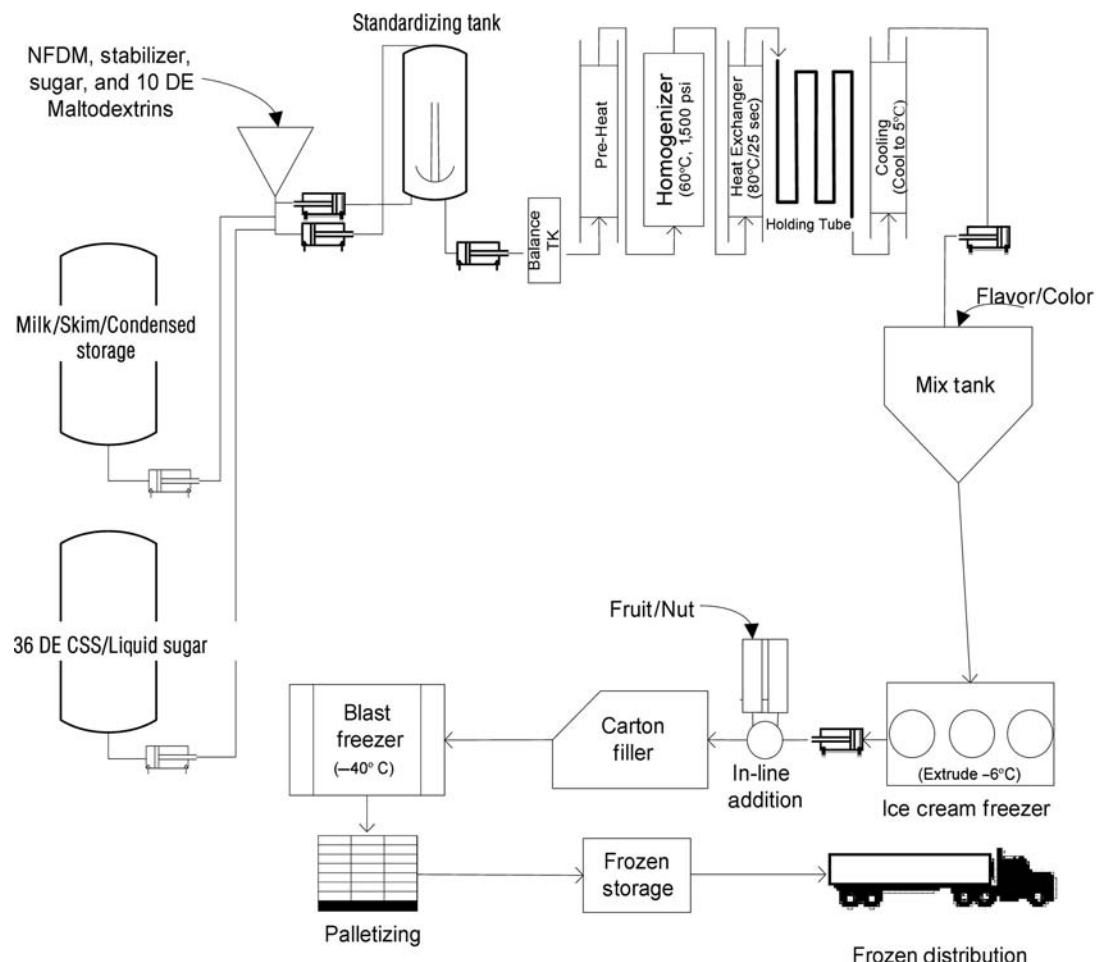 Standardizing tank
NFDM, stabilizer,
sugar, and 10 DE
Maltodextrins
Pre-Heat
Homogenizer
(60°C, 1,500 psi)
Heat Exchanger
(80°C/25 sec)
Holding Tube
Cooling
(Cool to 5°C)
Balance
TK
Milk/Skim/Condensed
storage
Flavor/Color
Mix tank
36 DE CSS/Liquid sugar
Fruit/Nut
Blast
freezer
(–40° C)
Carton
filler
In-line
addition
(Extrude –6°C)
Ice cream freezer
Palletizing
Frozen
storage
Frozen distribution